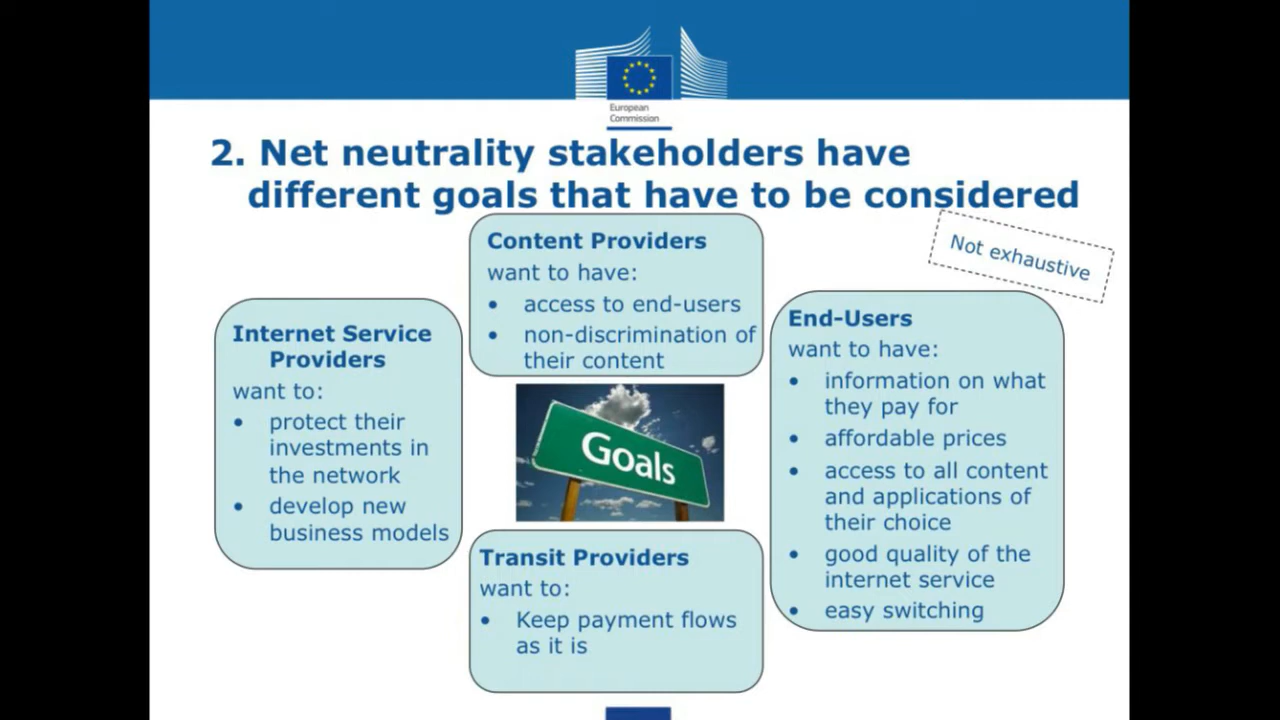 European
Commission
2. Net neutrality stakeholders have
different goals that have to be considered
Not exhaustive
Content Providers
want to have:
• access to end-users
• non-discrimination of
their content
Internet Service
Providers
want to:
• protect their
investments in
the network
• develop new
business models
Goals
End-Users
want to have:
• information on what
they pay for
• affordable prices
• access to all content
and applications of
their choice
• good quality of the
internet service
• easy switching
Transit Providers
want to:
• Keep payment flows
as it is